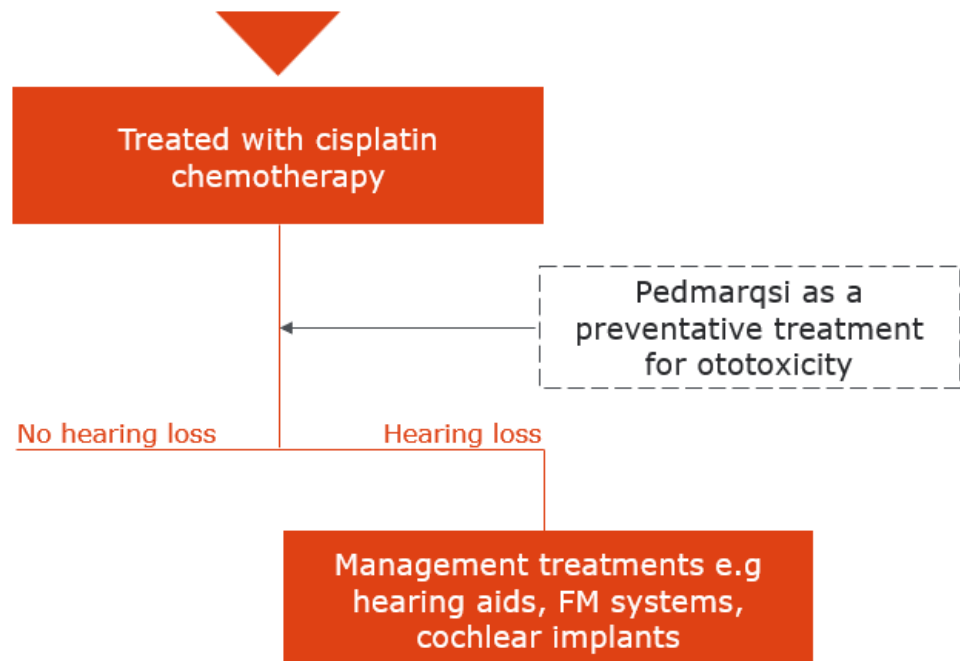 Treated with cisplatin
chemotherapy
Pedmarqsi as a
preventative treatment
for ototoxicity
No hearing loss
Hearing loss
Management treatments e.g
hearing aids, FM systems,
cochlear implants